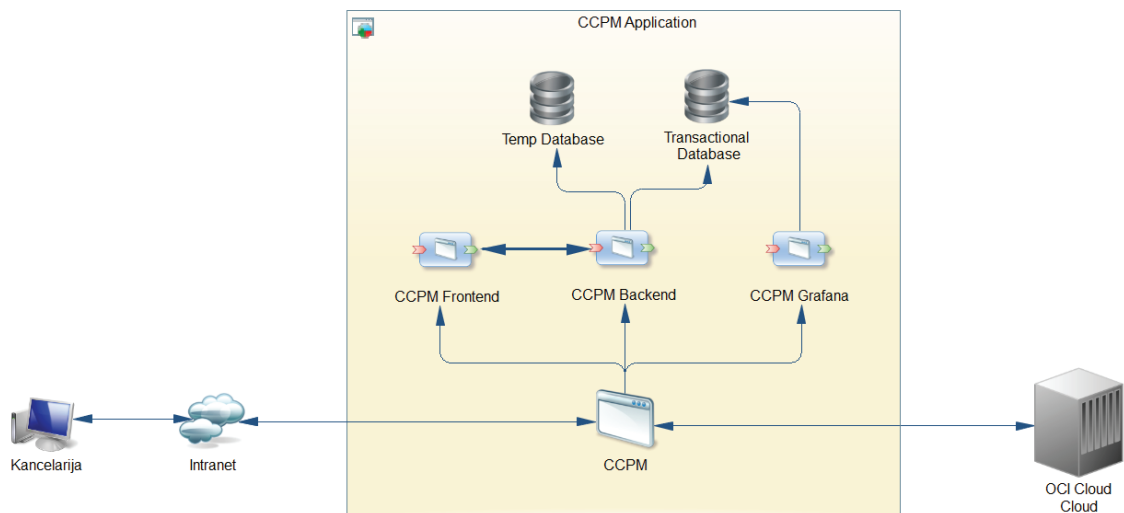 CCPM Application
Temp Database
Transactional
Database
CCPM Frontend
CCPM Backend
CCPM Grafana
Kancelarija
Intranet
CCPM
OCI Cloud
Cloud